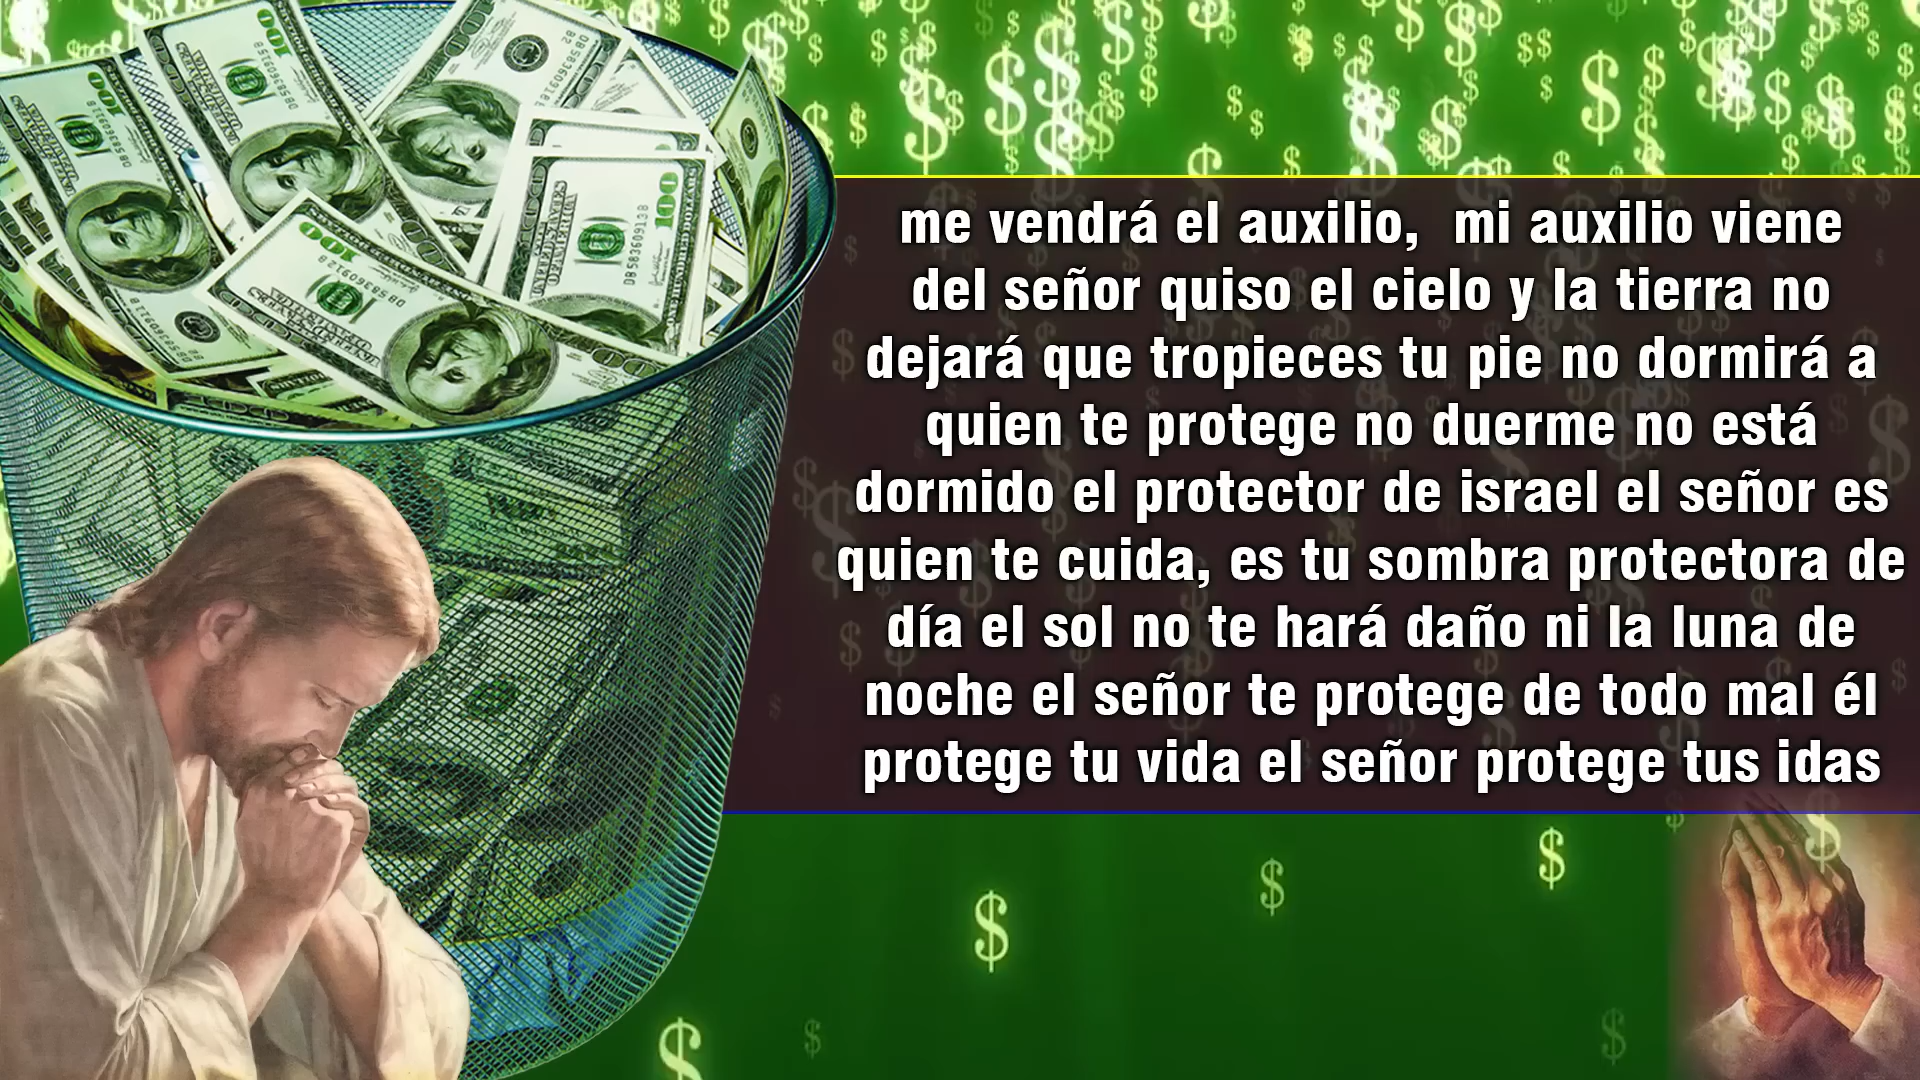 me vendrá el auxilio,  mi auxilio viene
del señor quiso el cielo y la tierra no
dejará que tropieces tu pie no dormirá a
quien te protege no duerme no está
dormido el protector de israel el señor es
quien te cuida, es tu sombra protectora de
día el sol no te hará daño ni la luna de
noche el señor te protege de todo mal él
protege tu vida el señor protege tus idas